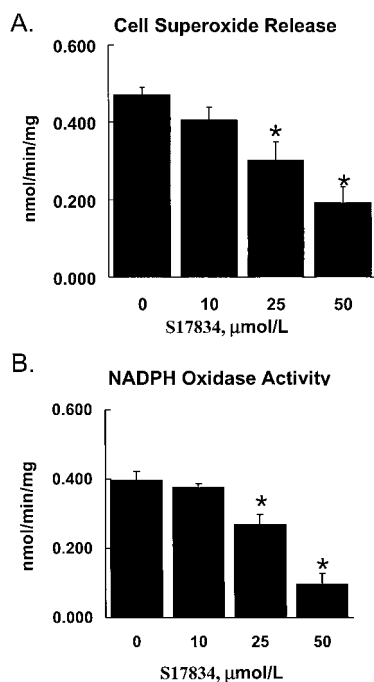 A.
Cell Superoxide Release
nmol/min/mg
0.600
0.400
0.200
0.000
*
*
0 10 25 50
S17834, μmol/L
B.
NADPH Oxidase Activity
nmol/min/mg
0.600
0.400
0.200
0.000
*
*
0 10 25 50
S17834, μmol/L